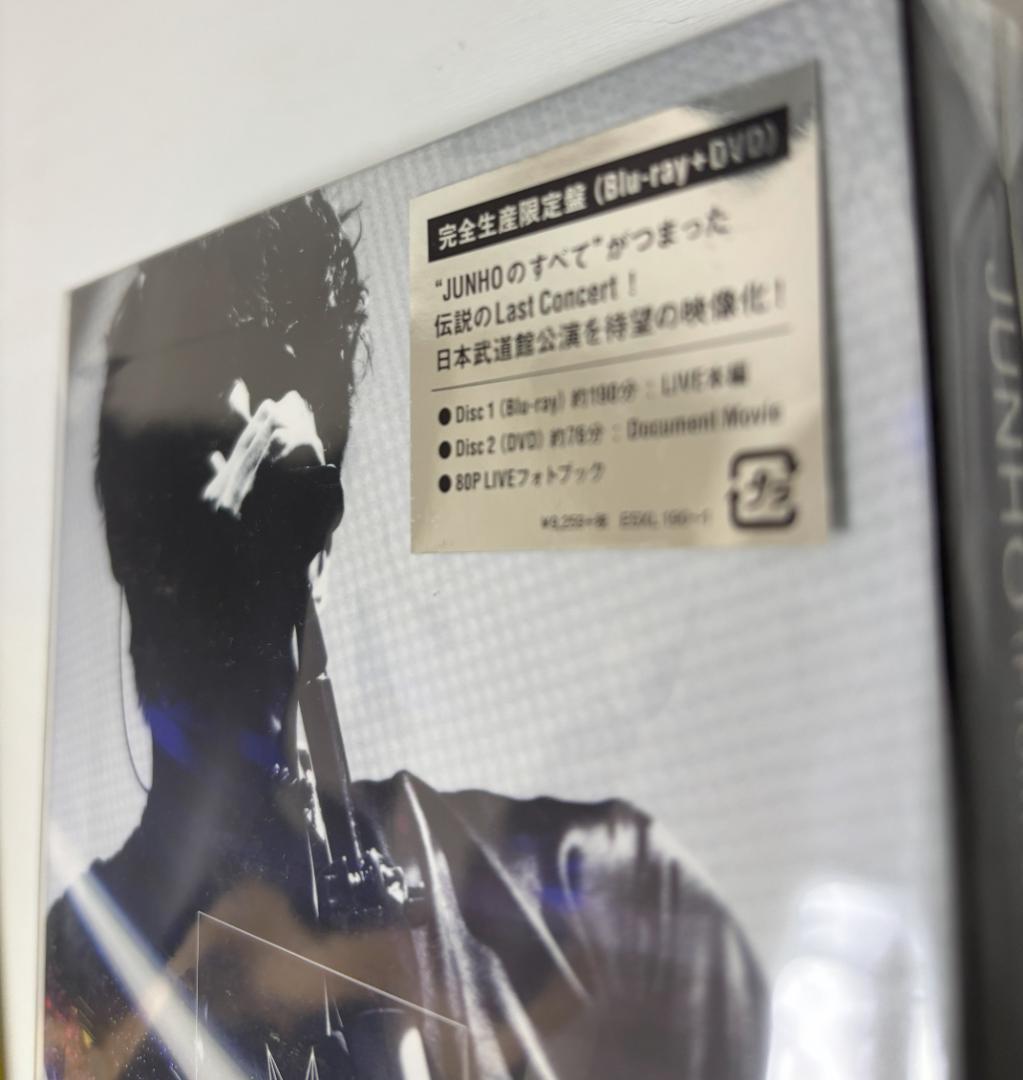 完全生産限定盤 (Blu-ray+DVD)
“JUNHOのすべて”がつまった
伝説のLast Concert！
日本武道館公演を待望の映像化！
●Disc 1 (Blu-ray) 約190分：LIVE本編
●Disc 2 (DVD) 約76分：Document Movie
●80P LIVEフォトブック
プラ
JUNHO